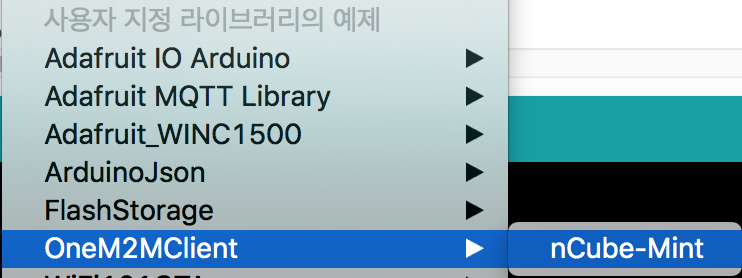 사용자 지정 라이브러리의 예제
Adafruit IO Arduino
Adafruit MQTT Library
Adafruit_WINC1500
ArduinoJson
FlashStorage
OneM2MClient
nCube-Mint